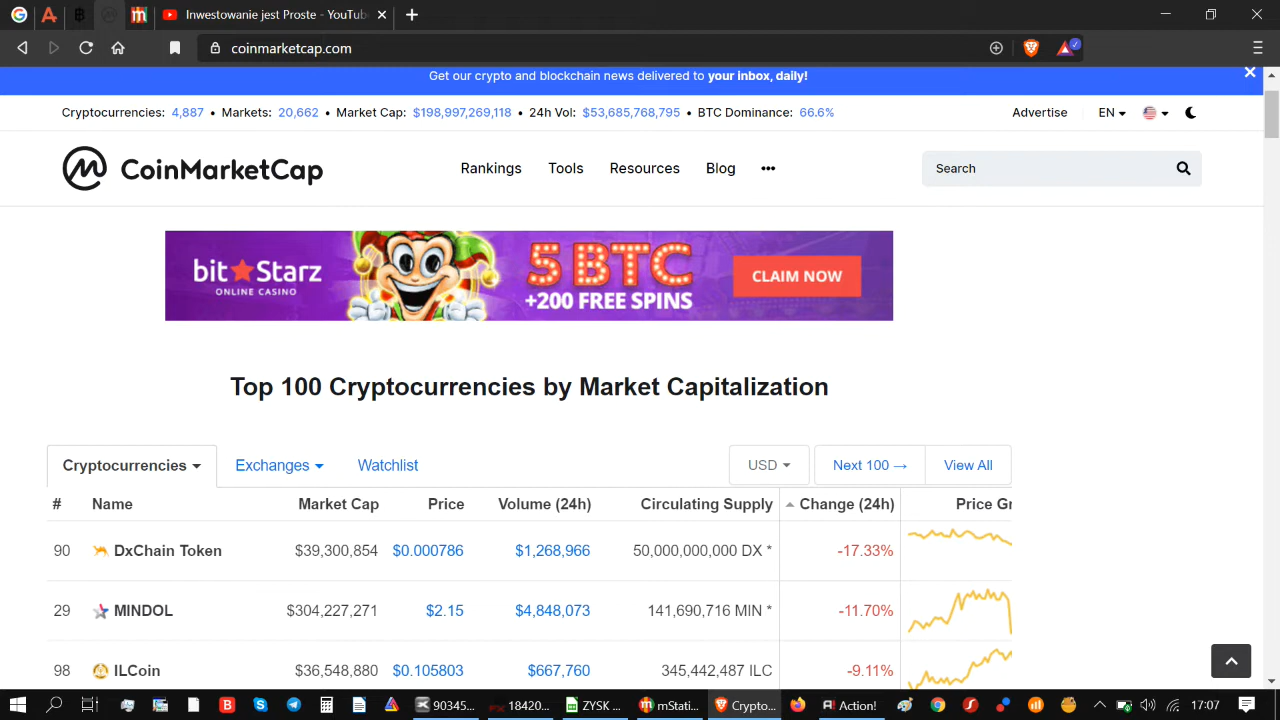 Inwestowanie jest Proste - YouTub
coinmarketcap.com
Get our crypto and blockchain news delivered to your inbox, daily!
Cryptocurrencies: 4,887 • Markets: 20,662 • Market Cap: $198,997,269,118 • 24h Vol: $53,685,768,795 • BTC Dominance: 66.6%
Advertise EN
CoinMarketCap
Rankings Tools Resources Blog
Search
bitStarz
ONLINE CASINO
5 BTC
+200 FREE SPINS
CLAIM NOW
Top 100 Cryptocurrencies by Market Capitalization
Cryptocurrencies Exchanges Watchlist USD Next 100 → View All
# Name Market Cap Price Volume (24h) Circulating Supply Change (24h) Price Gr
90 DxChain Token $39,300,854 $0.000786 $1,268,966 50,000,000,000 DX * -17.33%
29 MINDOL $304,227,271 $2.15 $4,848,073 141,690,716 MIN * -11.70%
98 ILCoin $36,548,880 $0.105803 $667,760 345,442,487 ILC -9.11%
90345... 18420... ZYSK ... mStati... Crypto... Action! 17:07